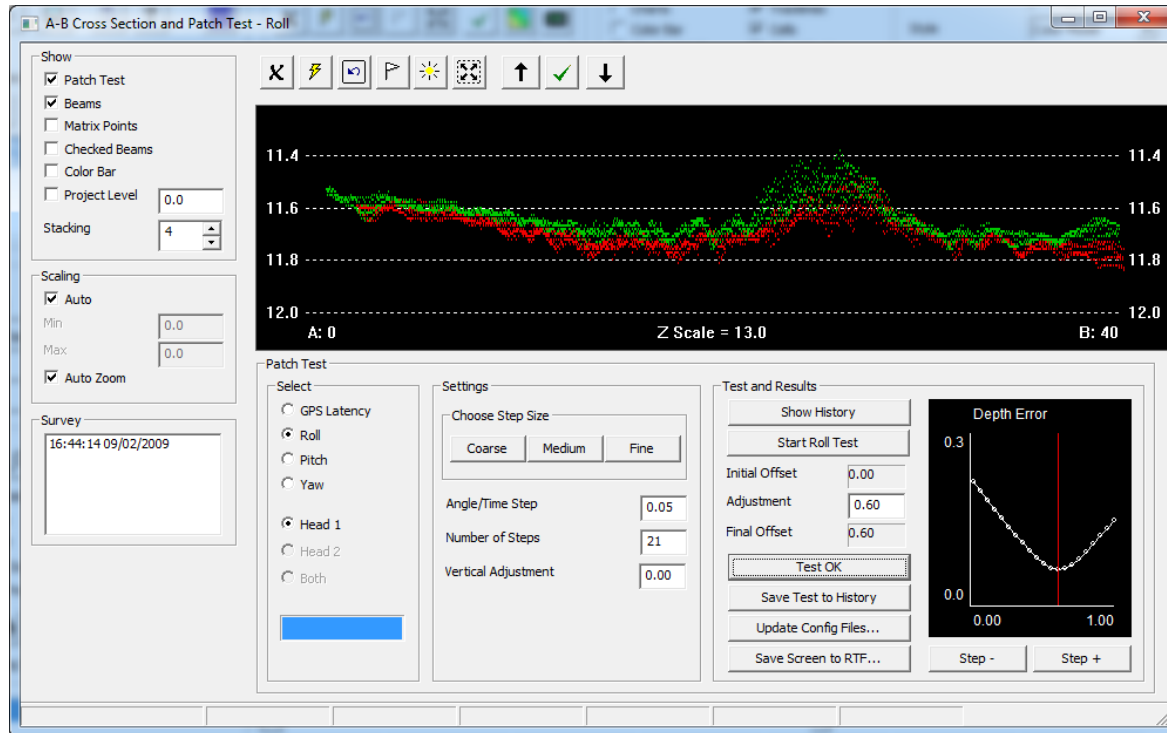 A-B Cross Section and Patch Test - Roll
Show
Patch Test
Beams
Matrix Points
Checked Beams
Color Bar
Project Level 0.0
Stacking 4
Scaling
Auto
Min 0.0
Max 0.0
Auto Zoom
Survey
16:44:14 09/02/2009
11.4 11.4
11.6 11.6
11.8 11.8
12.0 12.0
A: 0 Z Scale = 13.0 B: 40
Patch Test
Select
GPS Latency
Roll
Pitch
Yaw
Head 1
Head 2
Both
Settings
Choose Step Size
Coarse Medium Fine
Angle/Time Step 0.05
Number of Steps 21
Vertical Adjustment 0.00
Test and Results
Show History
Start Roll Test
Initial Offset 0.00
Adjustment 0.60
Final Offset 0.60
Test OK
Save Test to History
Update Config Files...
Save Screen to RTF...
Depth Error
0.3
0.0
0.00 1.00
Step - Step +